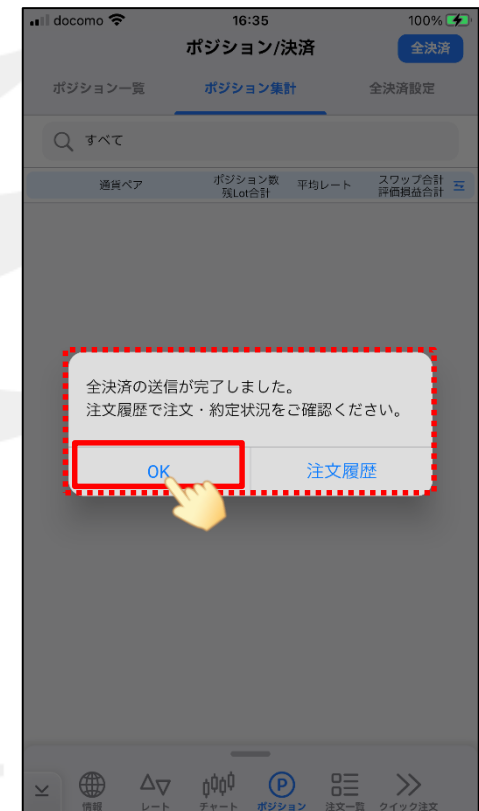 docomo 16:35 100%
ポジション/決済 全決済
ポジション一覧 ポジション集計 全決済設定
すべて
通貨ペア ポジション数 残Lot合計 平均レート スワップ合計 評価損益合計
全決済の送信が完了しました。
注文履歴で注文・約定状況をご確認ください。
OK 注文履歴
P
情報 レート チャート ポジション 注文一覧 クイック注文